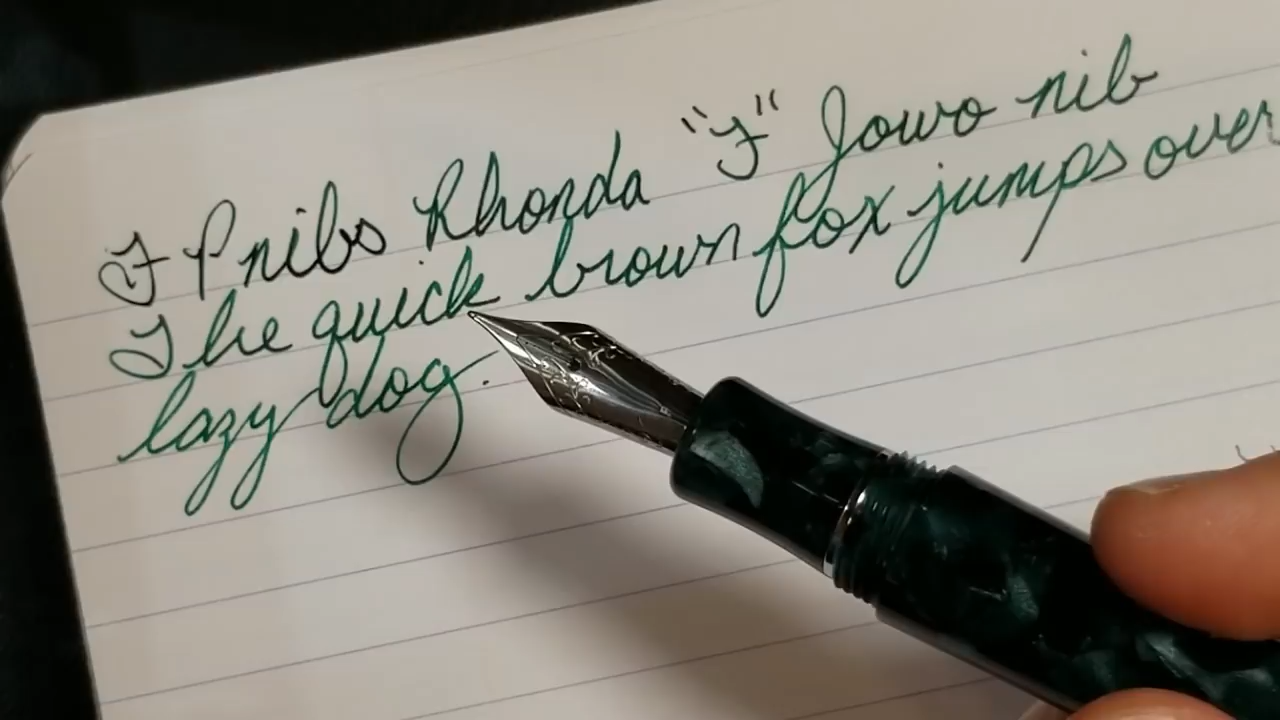 F P nibs Rhonda "F" Jowo nib
The quick brown fox jumps over
lazy dog.